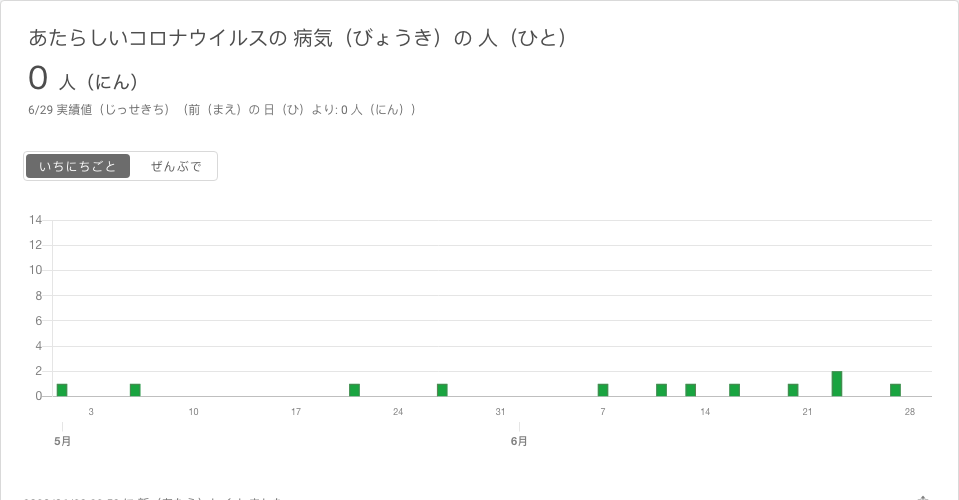 あたらしいコロナウイルスの 病気（びょうき）の 人（ひと）
0 人（にん）
6/29 実績値（じっせきち）（前（まえ）の 日（ひ）より: 0 人（にん））
いちにちごと ぜんぶで
14
12
10
8
6
4
2
0
3 10 17 24 31 7 14 21 28
5月 6月